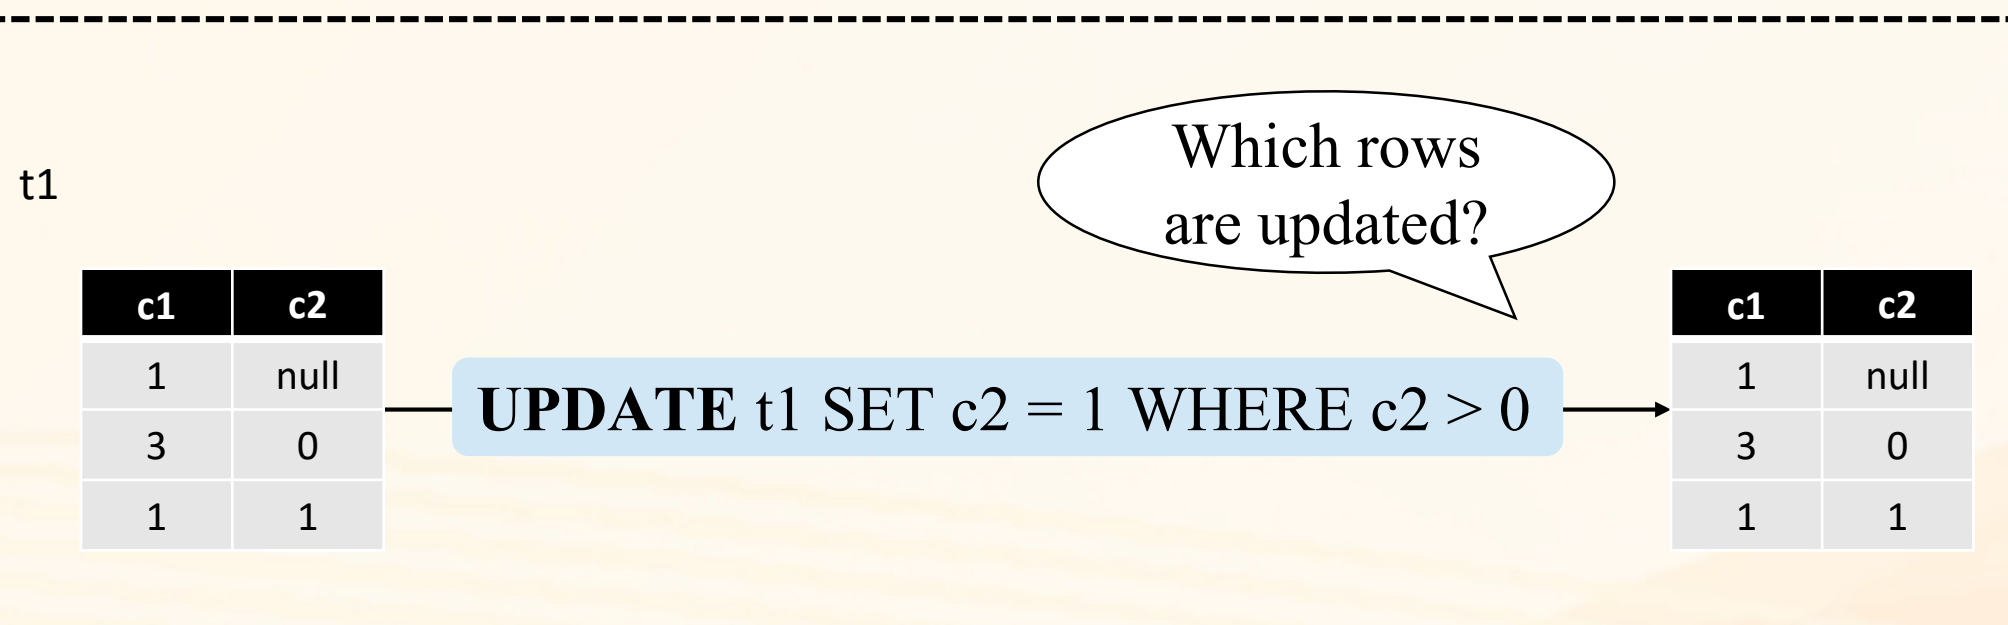 Which rows
are updated?
t1
c1 c2
1 null
3 0
1 1
UPDATE t1 SET c2 = 1 WHERE c2 > 0
c1 c2
1 null
3 0
1 1